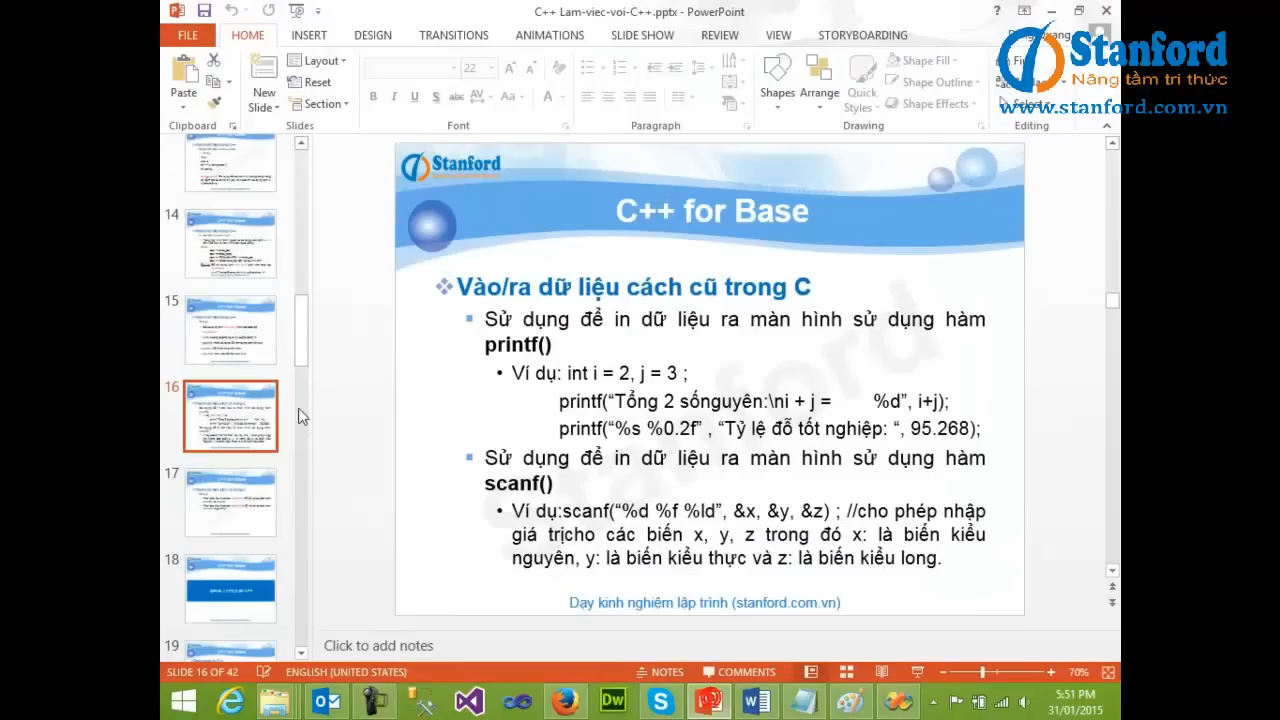 C++ Lam-viec-voi-C++.pptx - PowerPoint
FILE HOME INSERT DESIGN TRANSITIONS ANIMATIONS SLIDE SHOW REVIEW VIEW STORYBOARDING
Stanford
Nâng tầm tri thức
www.stanford.com.vn
Paste
New
Slide
Layout
Reset
Section
22
Shapes
Arrange
Quick
Styles
Shape Fill
Shape Outline
Shape Effects
Clipboard Slides Font Paragraph Drawing Editing
14
15
16
17
18
19
Stanford
C++ for Base
Vào/ra dữ liệu cách cũ trong C
Sử dụng để in dữ liệu ra màn hình sử dụng hàm
printf()
• Ví dụ: int i = 2, j = 3 ;
printf(“Tổng 2 sốnguyên:\ni + j = %d”, i+j);
printf(“%s %0.2f” , “Tỷ lệ đỗ tốt nghiệp: “, 95.268);
Sử dụng để in dữ liệu ra màn hình sử dụng hàm
scanf()
• Ví dụ:scanf(“%d %f %ld”, &x, &y, &z) ; //cho phép nhập
giá trịcho các biến x, y, z trong đó x: là biến kiểu
nguyên, y: là biến kiểu thực và z: là biến kiểu long.
Dạy kinh nghiệm lập trình (stanford.com.vn)
Click to add notes
SLIDE 16 OF 42 ENGLISH (UNITED STATES) NOTES COMMENTS 70%
5:51 PM
31/01/2015